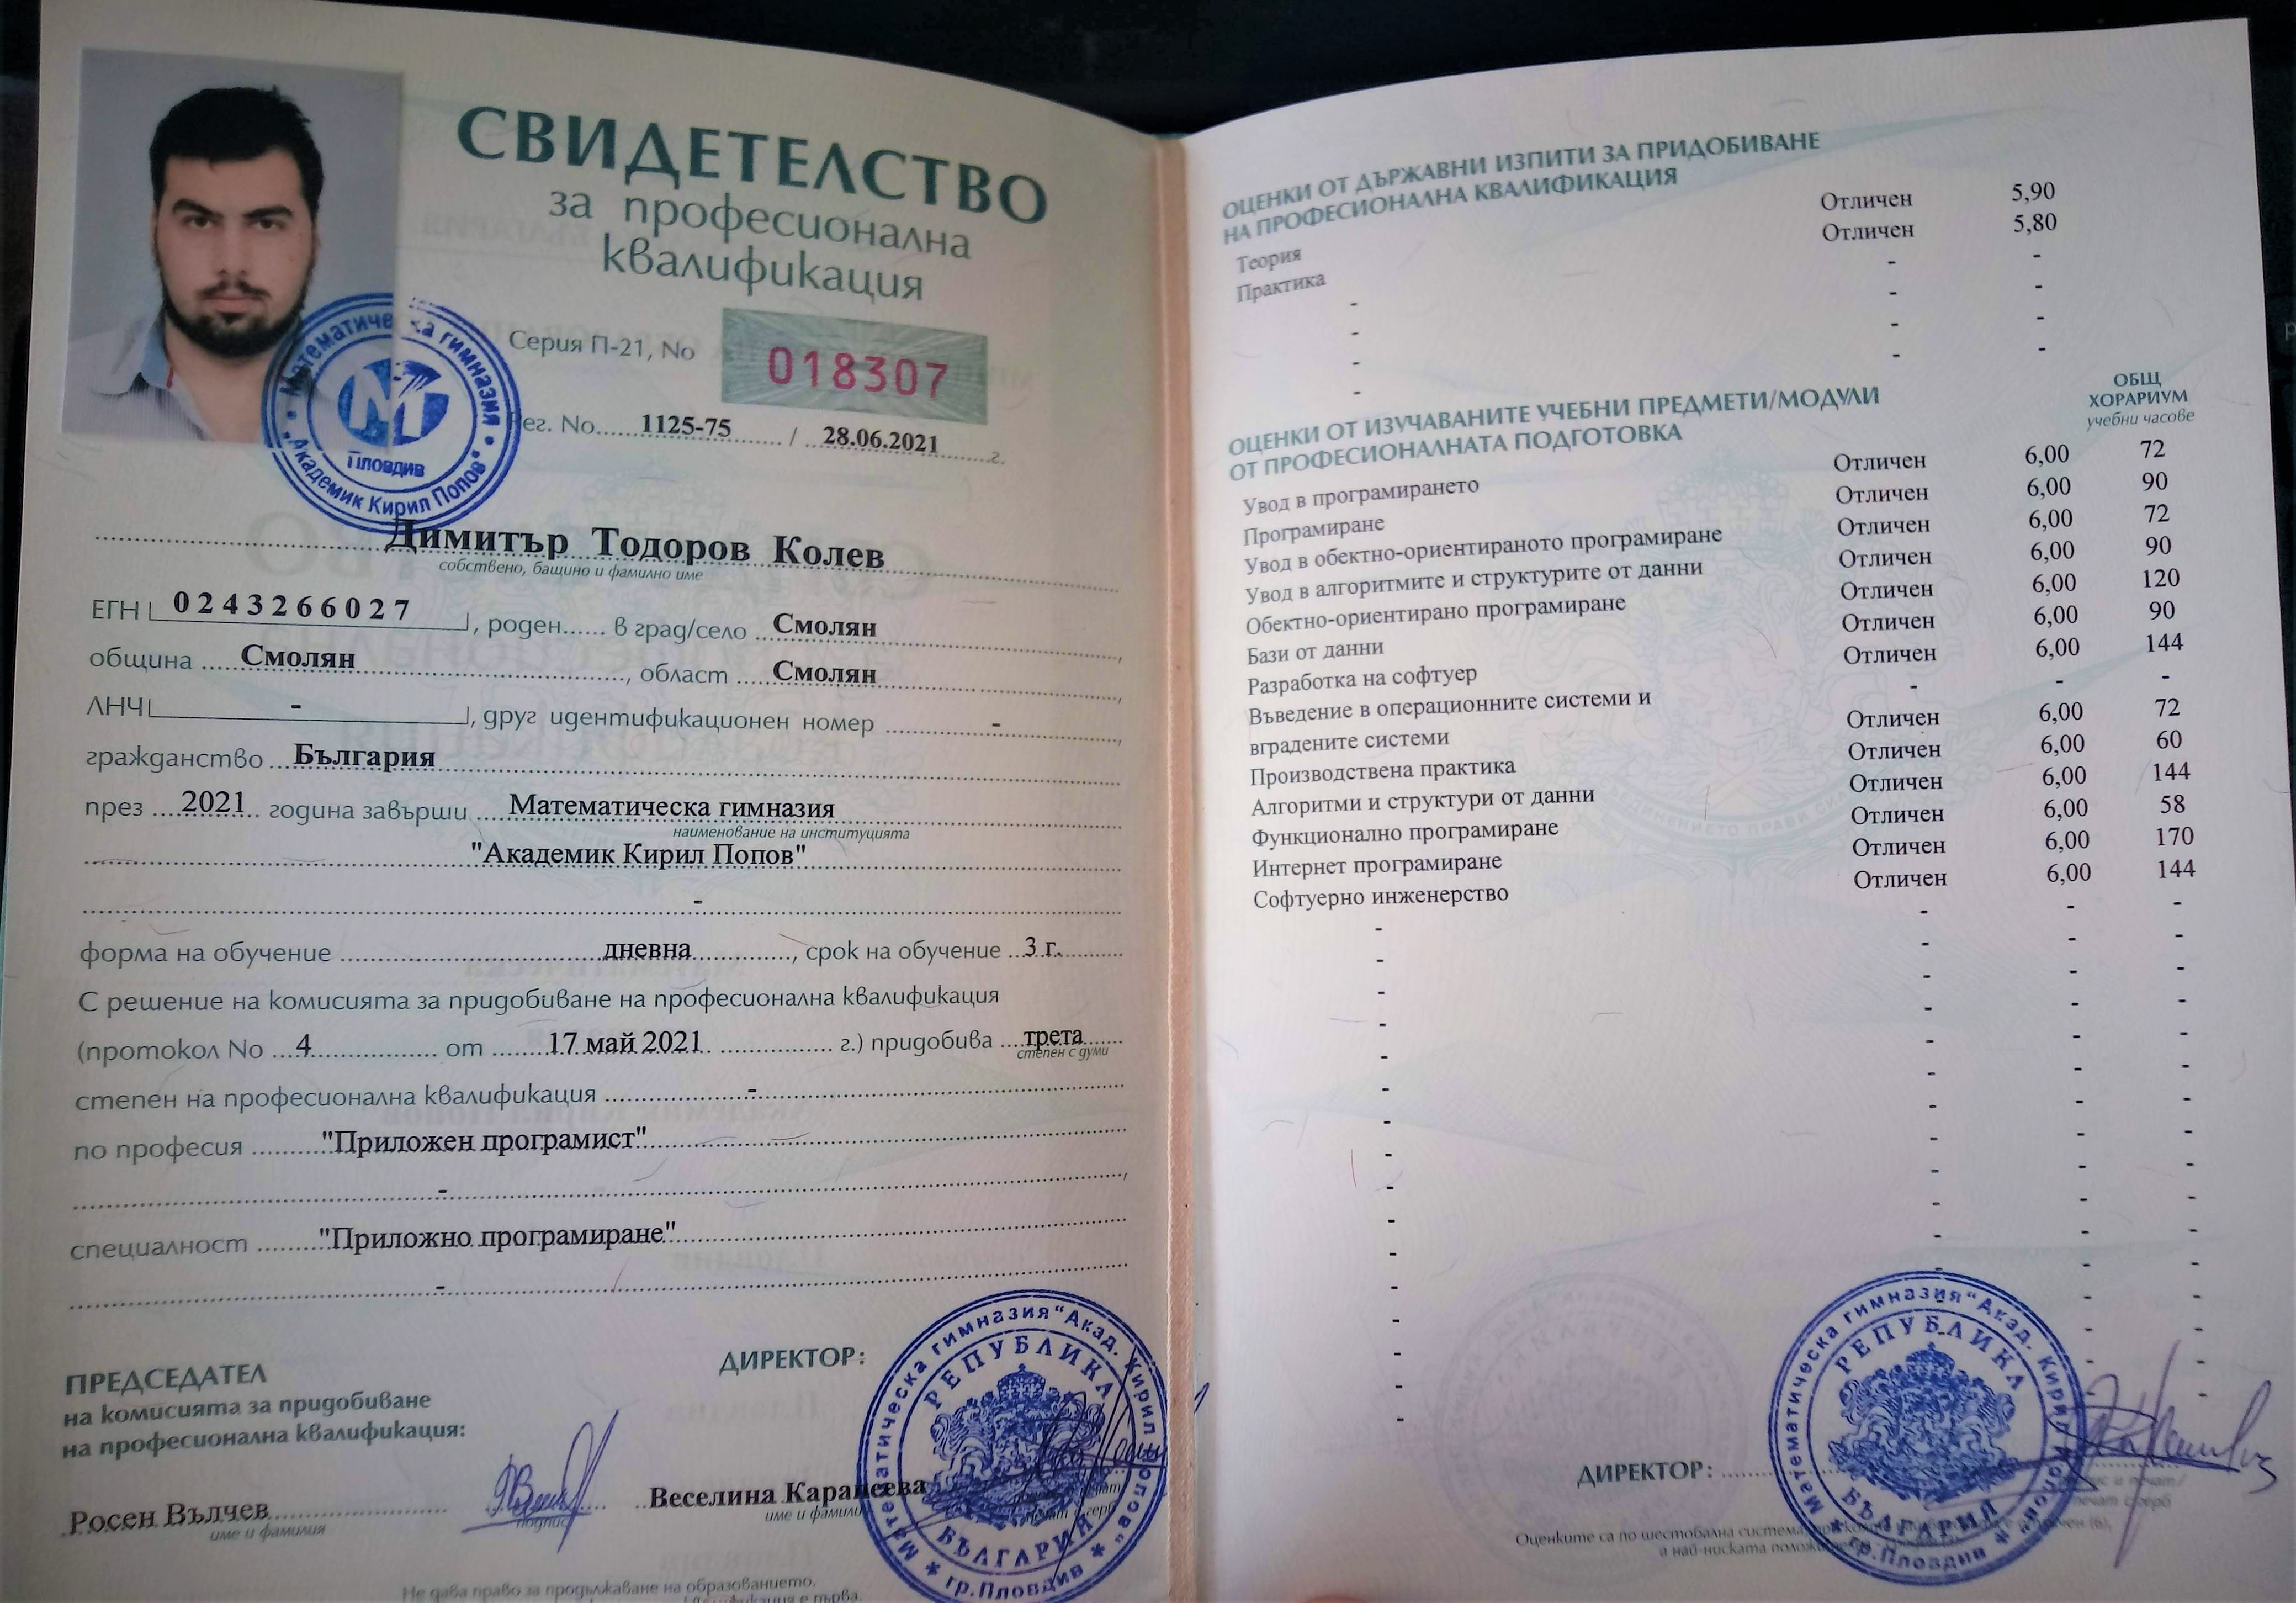 СВИДЕТЕЛСТВО
за професионална
квалификация
Серия П-21, No 018307
ег. No 1125-75 / 28.06.2021 г.
Математиче ка гимназия
"Академик Кирил Попов"
Пловдив
Димитър Тодоров Колев
собствено, бащино и фамилно име
ЕГН 0243266027, роден...... в град/село Смолян,
община Смолян, област Смолян
ЛНЧ -, друг идентификационен номер -,
гражданство България
през 2021 година завърши Математическа гимназия
наименование на институцията
"Академик Кирил Попов"
-
форма на обучение дневна, срок на обучение 3 г.
С решение на комисията за придобиване на професионална квалификация
(протокол No 4 от 17 май 2021 г.) придобива трета
степен с думи
степен на професионална квалификация -
по професия "Приложен програмист"
-,
специалност "Приложно програмиране"
-
ПРЕДСЕДАТЕЛ
на комисията за придобиване
на професионална квалификация:
ДИРЕКТОР:
Росен Вълчев
име и фамилия
подпис
Веселина Карапеева
име и фамилия
Математическа гимназия "Акад. Кирил Попов" * гр.Пловдив *
РЕПУБЛИКА БЪЛГАРИЯ
Не дава право за продължаване на образованието.
ОЦЕНКИ ОТ ДЪРЖАВНИ ИЗПИТИ ЗА ПРИДОБИВАНЕ
НА ПРОФЕСИОНАЛНА КВАЛИФИКАЦИЯ
Теория Отличен 5,90
Практика Отличен 5,80
ОЦЕНКИ ОТ ИЗУЧАВАНИТЕ УЧЕБНИ ПРЕДМЕТИ/МОДУЛИ
ОТ ПРОФЕСИОНАЛНАТА ПОДГОТОВКА
ОБЩ
ХОРАРИУМ
учебни часове
Увод в програмирането Отличен 6,00 72
Програмиране Отличен 6,00 90
Увод в обектно-ориентираното програмиране Отличен 6,00 72
Увод в алгоритмите и структурите от данни Отличен 6,00 90
Обектно-ориентирано програмиране Отличен 6,00 120
Бази от данни Отличен 6,00 90
Разработка на софтуер Отличен 6,00 144
Въведение в операционните системи и - - -
вградените системи Отличен 6,00 72
Производствена практика Отличен 6,00 60
Алгоритми и структури от данни Отличен 6,00 144
Функционално програмиране Отличен 6,00 58
Интернет програмиране Отличен 6,00 170
Софтуерно инженерство Отличен 6,00 144
ДИРЕКТОР:
Математическа гимназия "Акад. Кирил Попов" * гр.Пловдив *
РЕПУБЛИКА БЪЛГАРИЯ
Оценките са по шестобална система,
а най-ниската